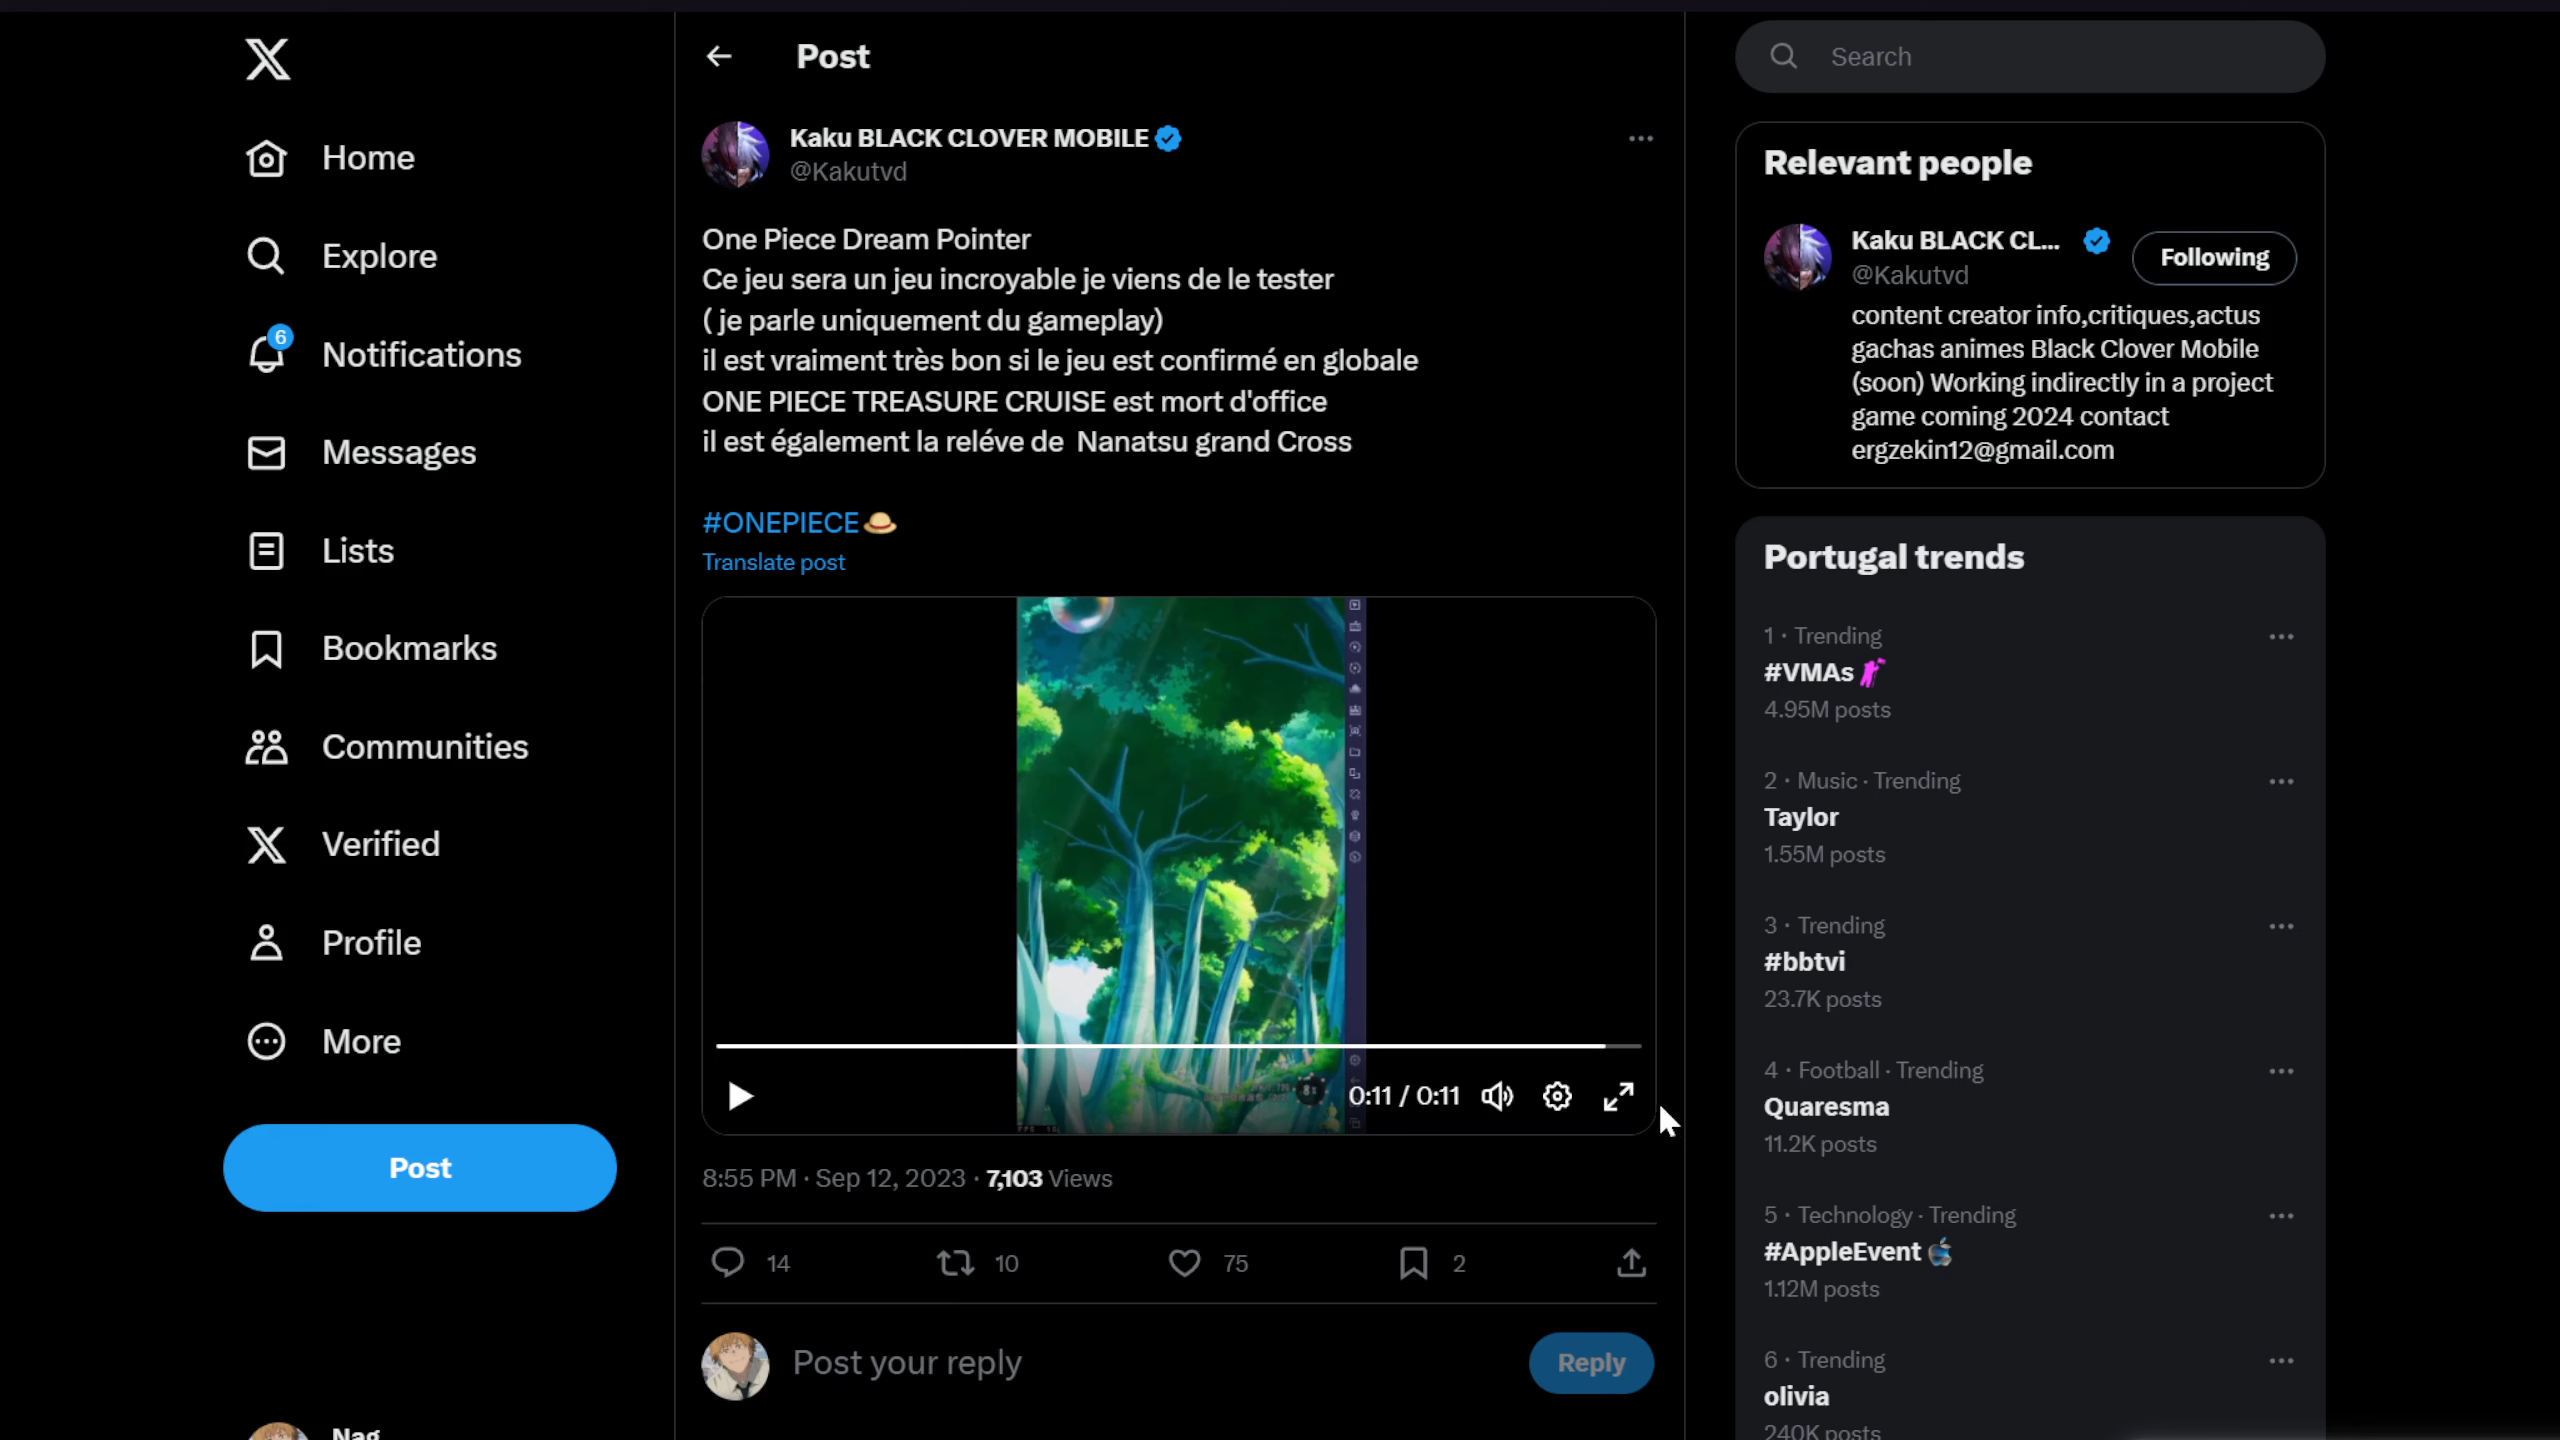 Home
Explore
6
Notifications
Messages
Lists
Bookmarks
Communities
Verified
Profile
More
Post
Nag
Post
Kaku BLACK CLOVER MOBILE
@Kakutvd
One Piece Dream Pointer
Ce jeu sera un jeu incroyable je viens de le tester
( je parle uniquement du gameplay)
il est vraiment très bon si le jeu est confirmé en globale
ONE PIECE TREASURE CRUISE est mort d'office
il est également la reléve de Nanatsu grand Cross
#ONEPIECE
Translate post
0:11 / 0:11
8:55 PM · Sep 12, 2023 · 7,103 Views
14
10
75
2
Post your reply
Reply
Search
Relevant people
Kaku BLACK CL...
@Kakutvd
Following
content creator info,critiques,actus
gachas animes Black Clover Mobile
(soon) Working indirectly in a project
game coming 2024 contact
ergzekin12@gmail.com
Portugal trends
1 · Trending
#VMAs
4.95M posts
2 · Music · Trending
Taylor
1.55M posts
3 · Trending
#bbtvi
23.7K posts
4 · Football · Trending
Quaresma
11.2K posts
5 · Technology · Trending
#AppleEvent
1.12M posts
6 · Trending
olivia
240K posts